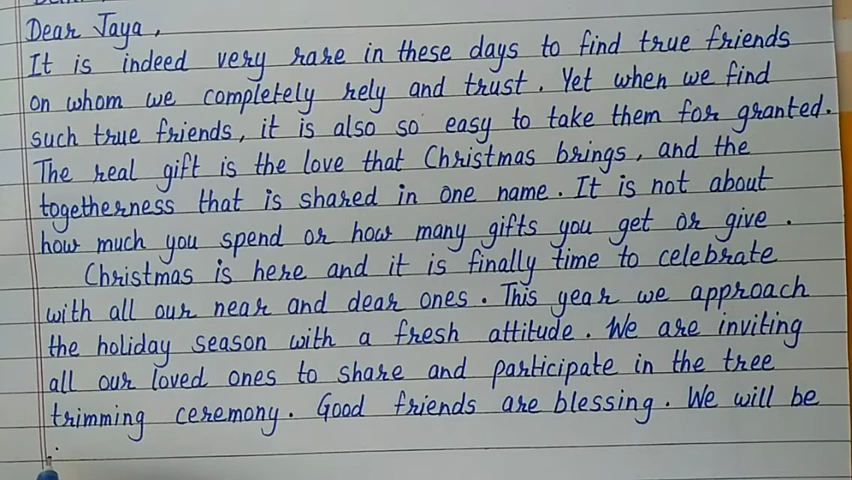 Dear Jaya,
It is indeed very rare in these days to find true friends
on whom we completely rely and trust. Yet when we find
such true friends, it is also so easy to take them for granted.
The real gift is the love that Christmas brings, and the
togetherness that is shared in one name. It is not about
how much you spend or how many gifts you get or give.
Christmas is here and it is finally time to celebrate
with all our near and dear ones. This year we approach
the holiday season with a fresh attitude. We are inviting
all our loved ones to share and participate in the tree
trimming ceremony. Good friends are blessing. We will be